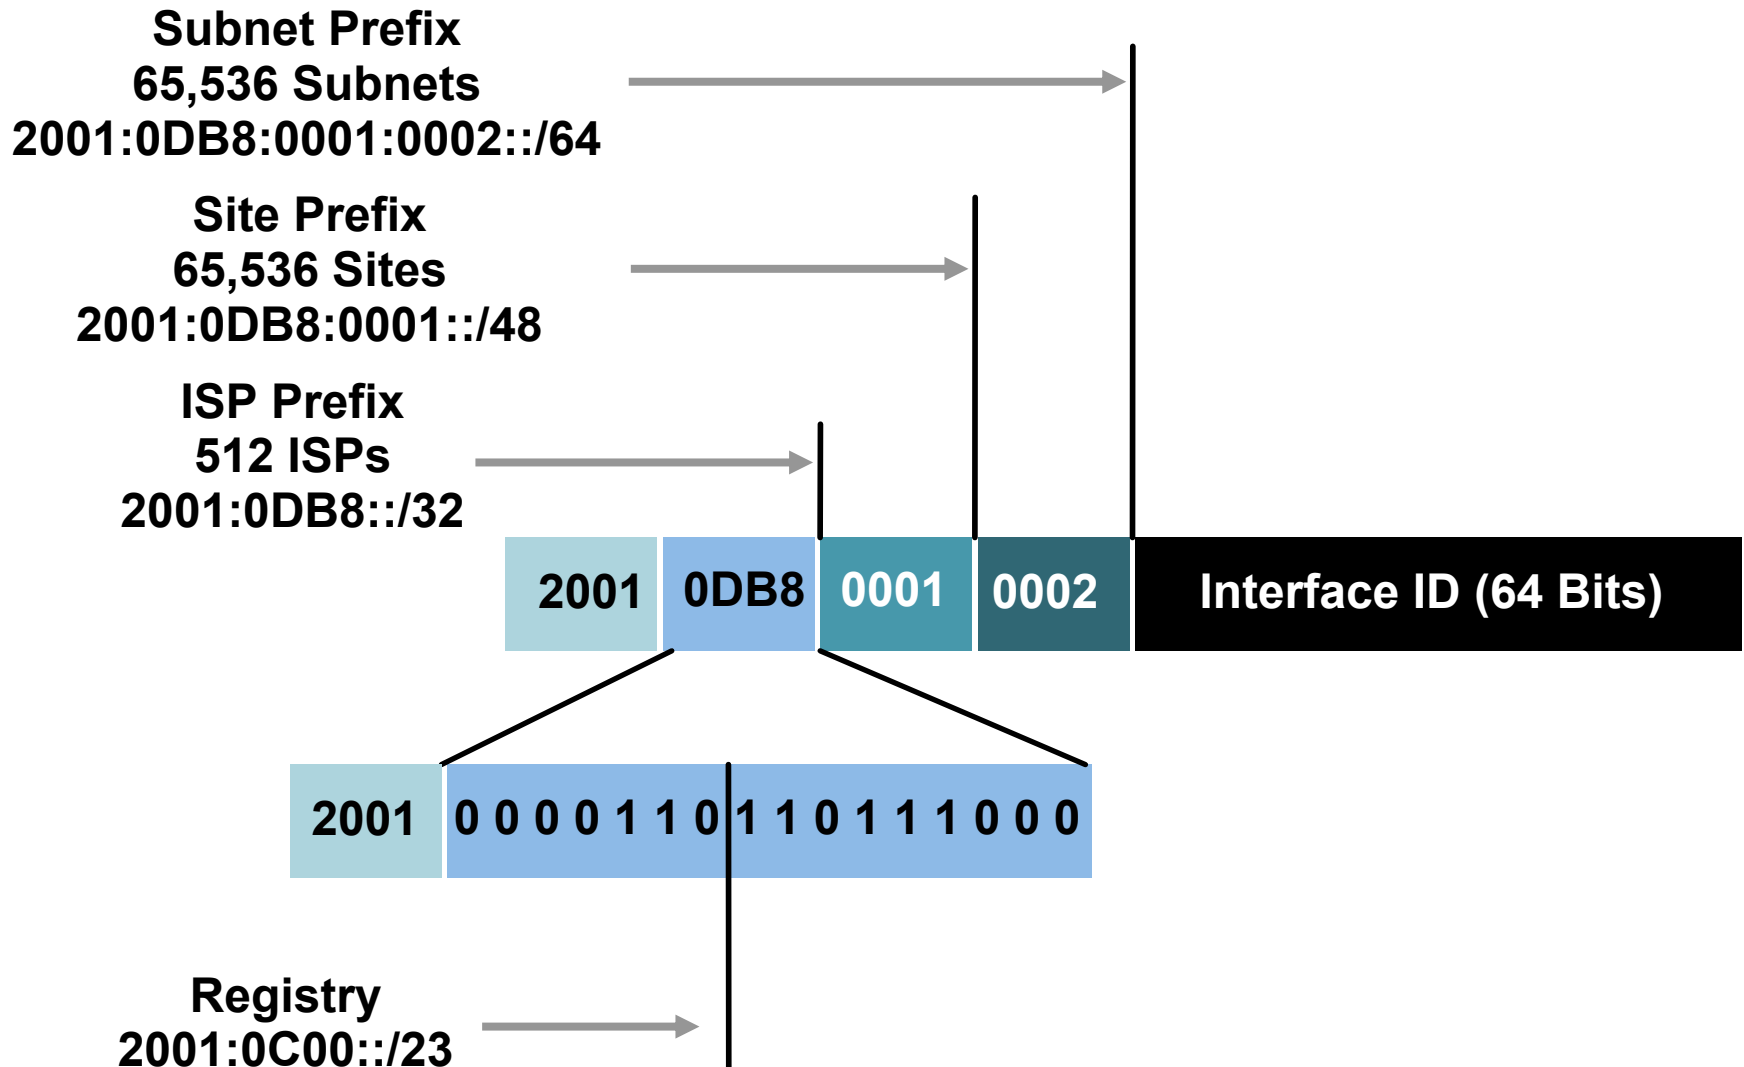 Subnet Prefix
65,536 Subnets
2001:0DB8:0001:0002::/64
Site Prefix
65,536 Sites
2001:0DB8:0001::/48
ISP Prefix
512 ISPs
2001:0DB8::/32
2001 0DB8 0001 0002 Interface ID (64 Bits)
2001 0 0 0 0 1 1 0 1 1 0 1 1 1 0 0 0
Registry
2001:0C00::/23